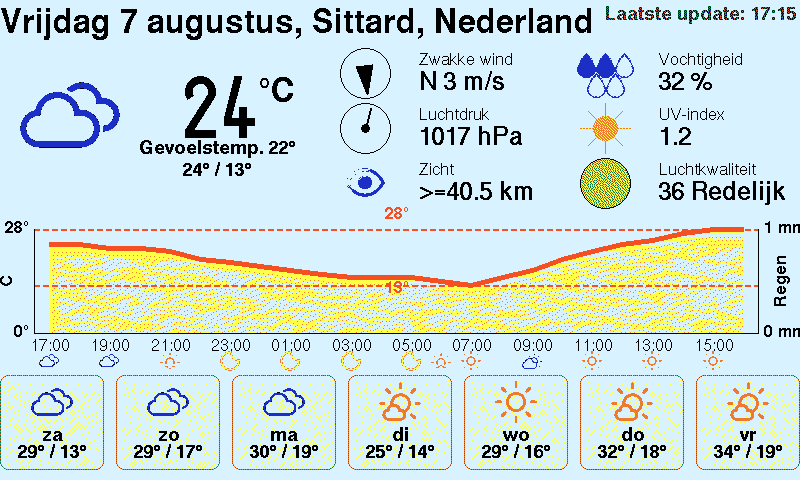 Vrijdag 7 augustus, Sittard, Nederland
Laatste update: 17:15
24 °C
Gevoelstemp. 22°
24° / 13°
Zwakke wind
N 3 m/s
Luchtdruk
1017 hPa
Zicht
>=40.5 km
Vochtigheid
32 %
UV-index
1.2
Luchtkwaliteit
36 Redelijk
28°
28°
1 mm
C
13°
Regen
0°
0 mm
17:00 19:00 21:00 23:00 01:00 03:00 05:00 07:00 09:00 11:00 13:00 15:00
za
29° / 13°
zo
29° / 17°
ma
30° / 19°
di
25° / 14°
wo
29° / 16°
do
32° / 18°
vr
34° / 19°